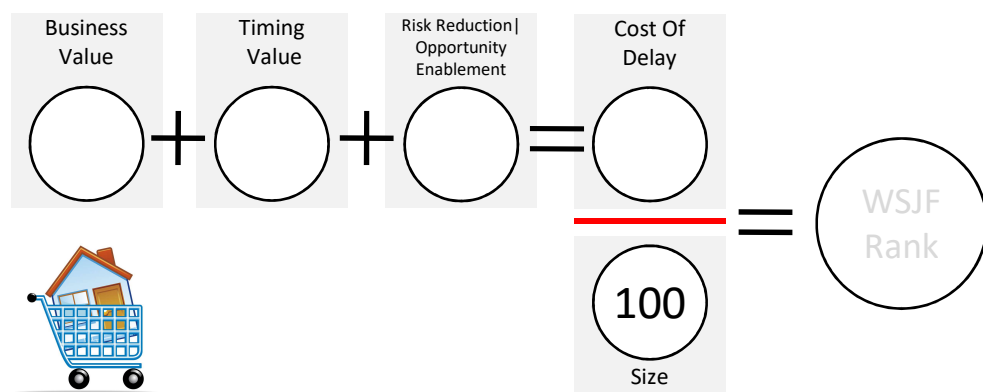 Business
Value
Timing
Value
Risk Reduction|
Opportunity
Enablement
Cost Of
Delay
+
+
=
=
WSJF
Rank
100
Size